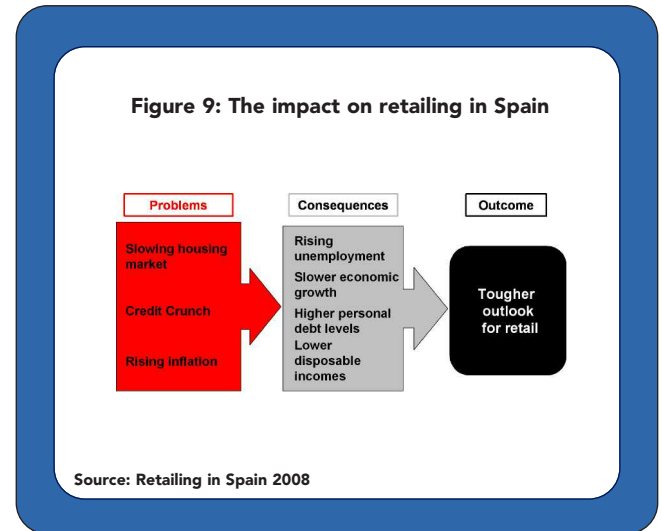 Figure 9: The impact on retailing in Spain
Problems
Slowing housing
market
Credit Crunch
Rising inflation
Consequences
Rising
unemployment
Slower economic
growth
Higher personal
debt levels
Lower
disposable
incomes
Outcome
Tougher
outlook
for retail
Source: Retailing in Spain 2008